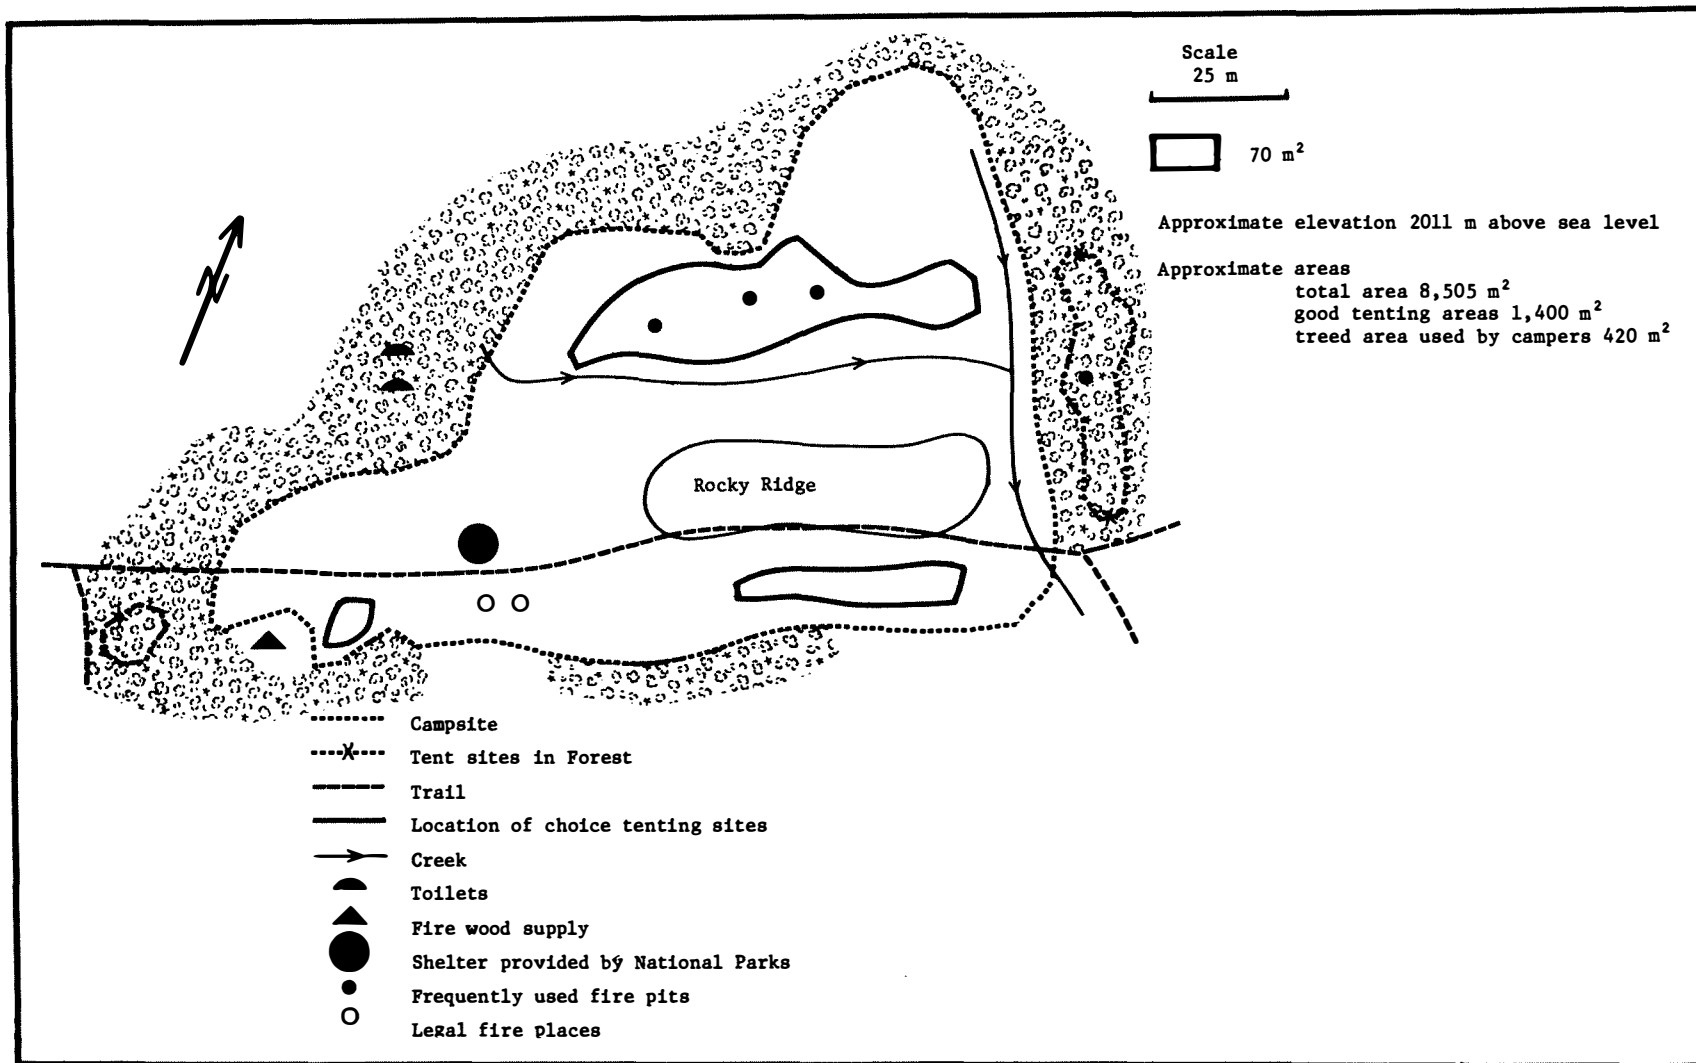 Scale
25 m
70 m²
Approximate elevation 2011 m above sea level
Approximate areas
total area 8,505 m²
good tenting areas 1,400 m²
treed area used by campers 420 m²
N
Rocky Ridge
Campsite
Tent sites in Forest
Trail
Location of choice tenting sites
Creek
Toilets
Fire wood supply
Shelter provided by National Parks
Frequently used fire pits
Legal fire places